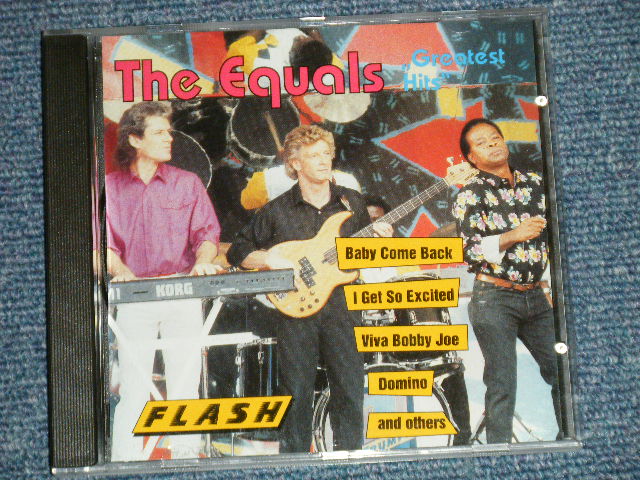 The Equals
„Greatest
Hits"
Baby Come Back
I Get So Excited
Viva Bobby Joe
Domino
and others
KORG
FLASH